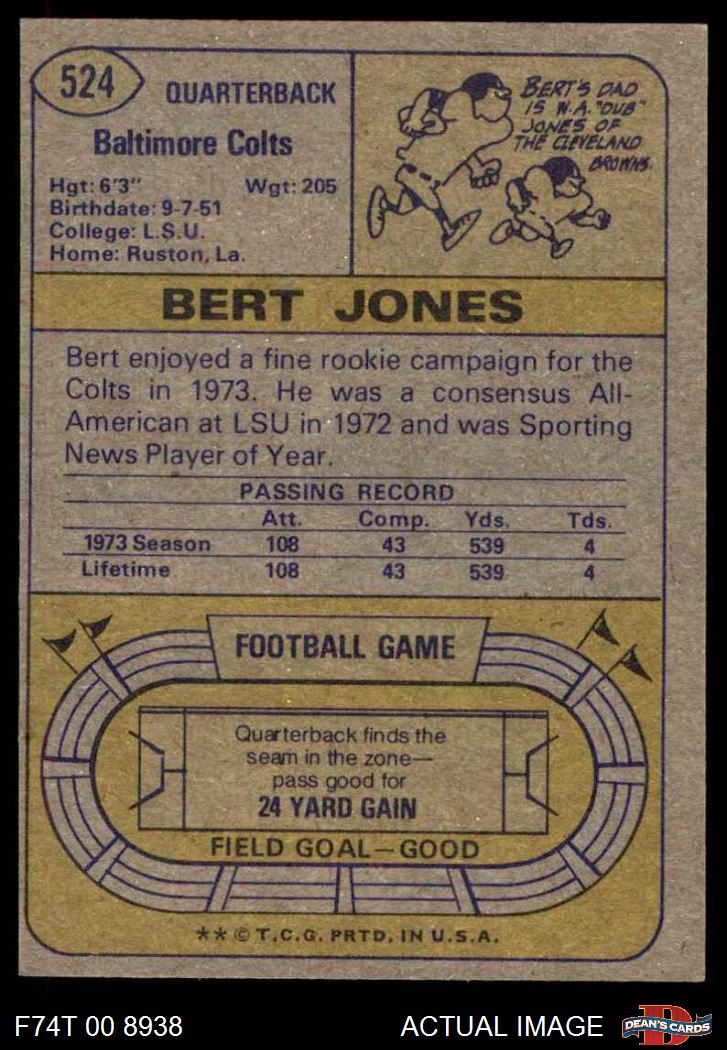 524
QUARTERBACK
Baltimore Colts
Hgt: 6'3" Wgt: 205
Birthdate: 9-7-51
College: L.S.U.
Home: Ruston, La.
BERT'S DAD
IS W.A. "DUB"
JONES OF
THE CLEVELAND
BROWNS.
BERT JONES
Bert enjoyed a fine rookie campaign for the
Colts in 1973. He was a consensus All-
American at LSU in 1972 and was Sporting
News Player of Year.
PASSING RECORD
Att. Comp. Yds. Tds.
1973 Season 108 43 539 4
Lifetime 108 43 539 4
FOOTBALL GAME
Quarterback finds the
seam in the zone—
pass good for
24 YARD GAIN
FIELD GOAL—GOOD
** © T.C.G. PRTD. IN U.S.A.
F74T 00 8938 ACTUAL IMAGE
D
DEAN'S CARDS